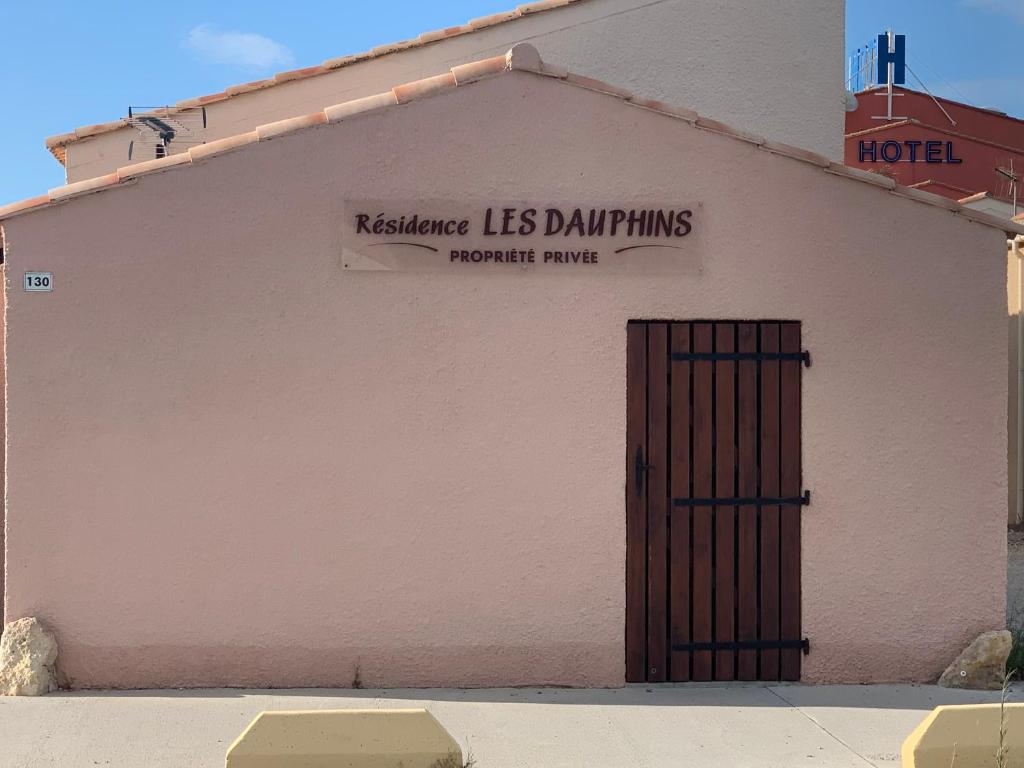 H
HOTEL
Résidence LES DAUPHINS
PROPRIÉTÉ PRIVÉE
130